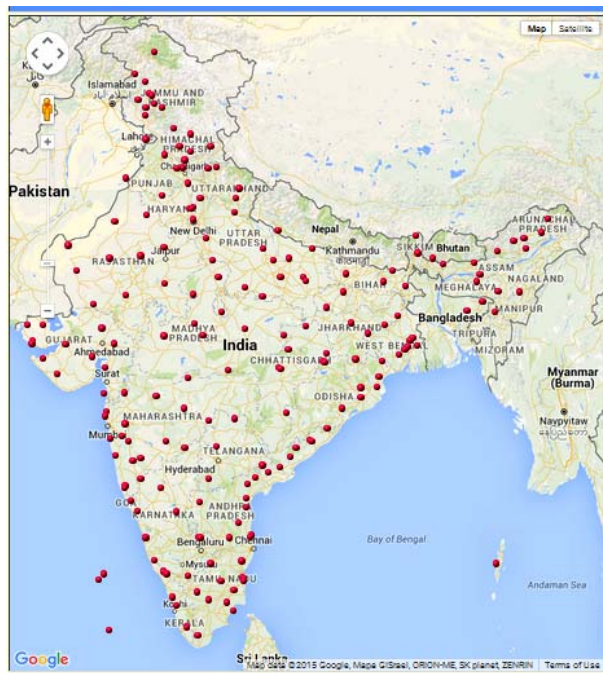 Map Satellite
Islamabad
JAMMU AND
KASHMIR
Lahore
HIMACHAL
PRADESH
Chandigarh
PUNJAB
UTTARAKHAND
Pakistan
HARYANA
New Delhi
Nepal
Kathmandu
काठमाडौं
SIKKIM
Bhutan
ARUNACHAL
PRADESH
UTTAR
PRADESH
Jaipur
RAJASTHAN
ASSAM
NAGALAND
BIHAR
MEGHALAYA
MANIPUR
Bangladesh
GUJARAT
Ahmedabad
MADHYA
PRADESH
India
JHARKHAND
WEST BENGAL
TRIPURA
MIZORAM
CHHATTISGARH
Surat
Myanmar
(Burma)
ODISHA
MAHARASHTRA
Mumbai
Naypyitaw
TELANGANA
Hyderabad
GOA
KARNATAKA
ANDHRA
PRADESH
Bengaluru
Chennai
Bay of Bengal
Mysuru
TAMIL NADU
Andaman Sea
Kochi
KERALA
Sri Lanka
Google
Map data ©2015 Google, Mapa GISrael, ORION-ME, SK planet, ZENRIN Terms of Use